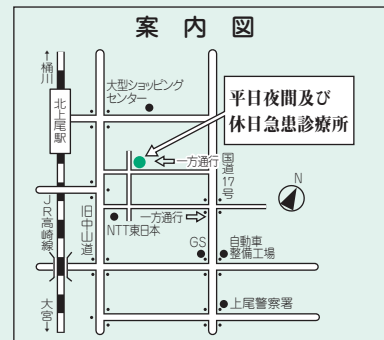 案内図
↑
桶川
大型ショッピング
センター
北上尾駅
平日夜間及び
休日急患診療所
一方通行
国道17号
N
JR高崎線
旧中山道
一方通行
NTT東日本
GS
自動車
整備工場
大宮
↓
上尾警察署